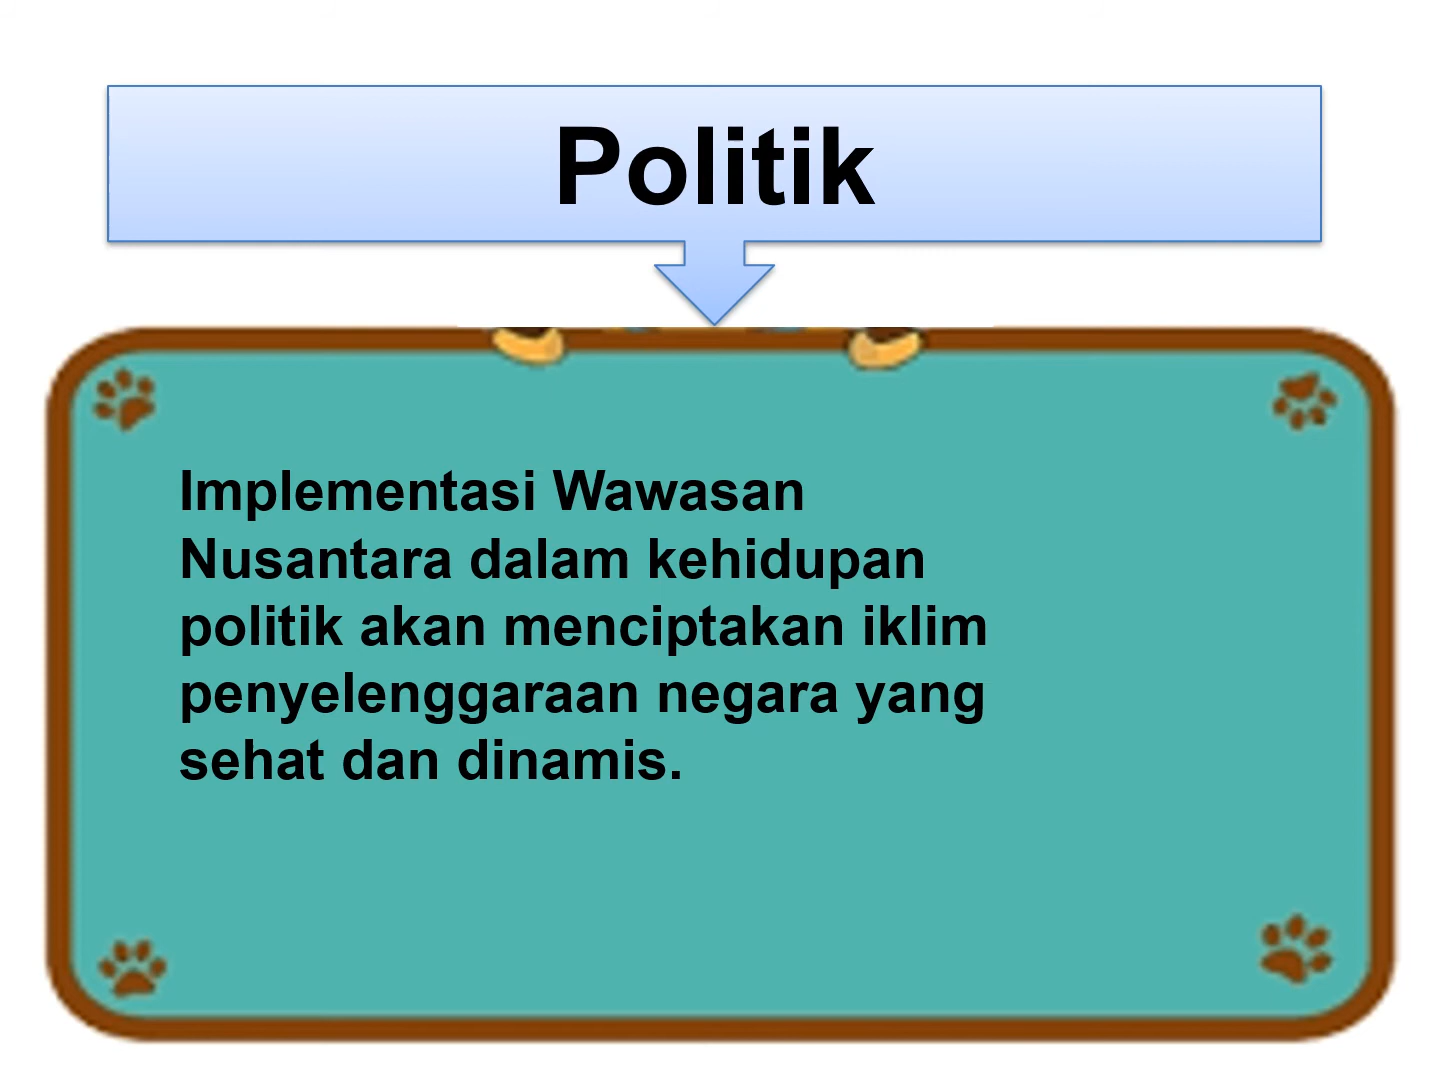 Politik
Implementasi Wawasan
Nusantara dalam kehidupan
politik akan menciptakan iklim
penyelenggaraan negara yang
sehat dan dinamis.